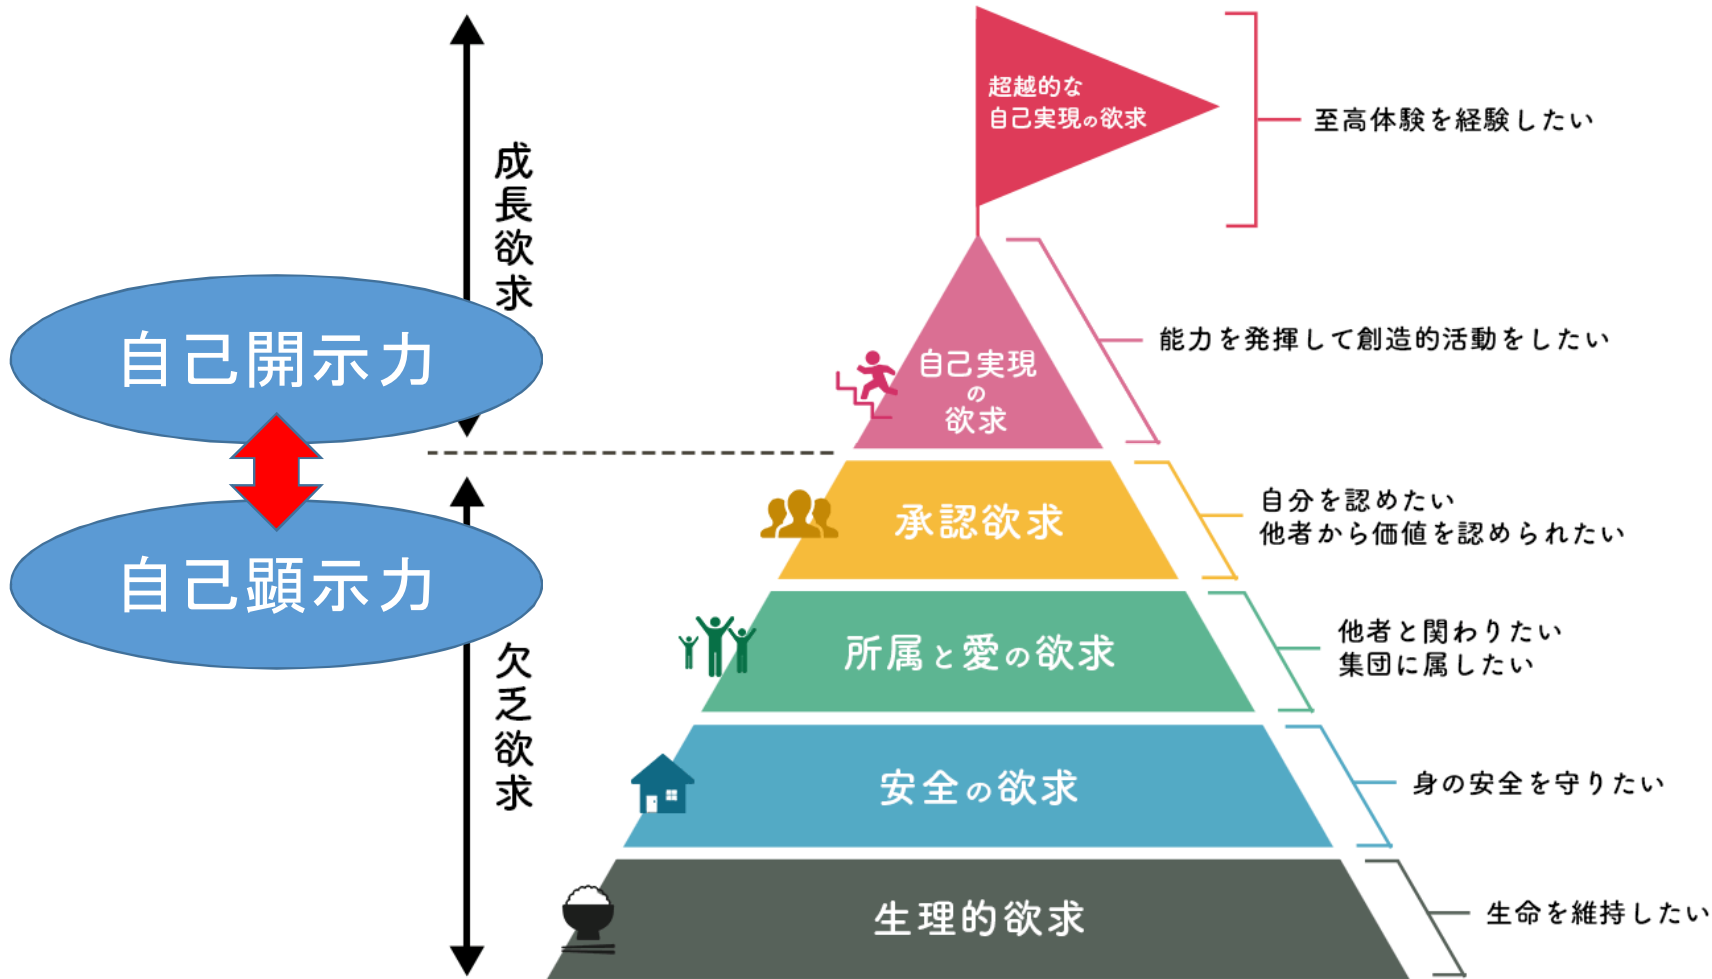 超越的な
自己実現の欲求
至高体験を経験したい
成長欲求
自己開示力
能力を発揮して創造的活動をしたい
自己実現
の
欲求
承認欲求
自分を認めたい
他者から価値を認められたい
自己顕示力
所属と愛の欲求
他者と関わりたい
集団に属したい
欠乏欲求
安全の欲求
身の安全を守りたい
生理的欲求
生命を維持したい